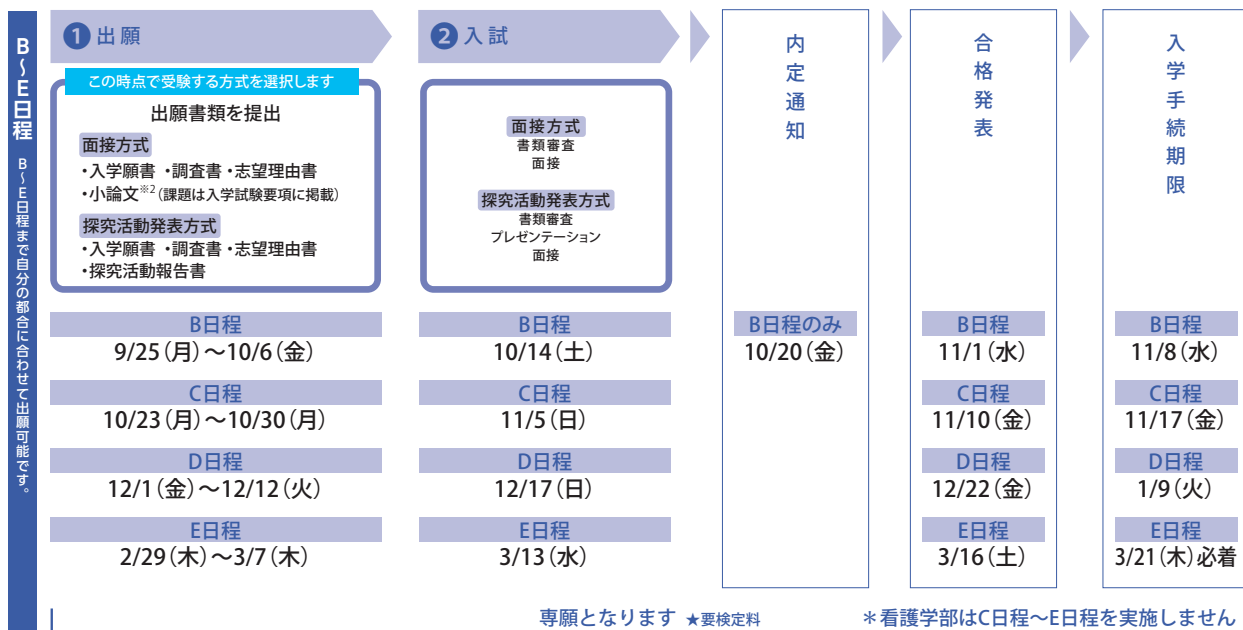 B～E日程
B～E日程まで自分の都合に合わせて出願可能です。
1 出願
この時点で受験する方式を選択します
出願書類を提出
面接方式
・入学願書 ・調査書 ・志望理由書
・小論文※2（課題は入学試験要項に掲載）
探究活動発表方式
・入学願書 ・調査書 ・志望理由書
・探究活動報告書
B日程
9/25（月）～10/6（金）
C日程
10/23（月）～10/30（月）
D日程
12/1（金）～12/12（火）
E日程
2/29（木）～3/7（木）
2 入試
面接方式
書類審査
面接
探究活動発表方式
書類審査
プレゼンテーション
面接
B日程
10/14（土）
C日程
11/5（日）
D日程
12/17（日）
E日程
3/13（水）
内定通知
B日程のみ
10/20（金）
合格発表
B日程
11/1（水）
C日程
11/10（金）
D日程
12/22（金）
E日程
3/16（土）
入学手続期限
B日程
11/8（水）
C日程
11/17（金）
D日程
1/9（火）
E日程
3/21（木）必着
専願となります ★要検定料 ＊看護学部はC日程～E日程を実施しません